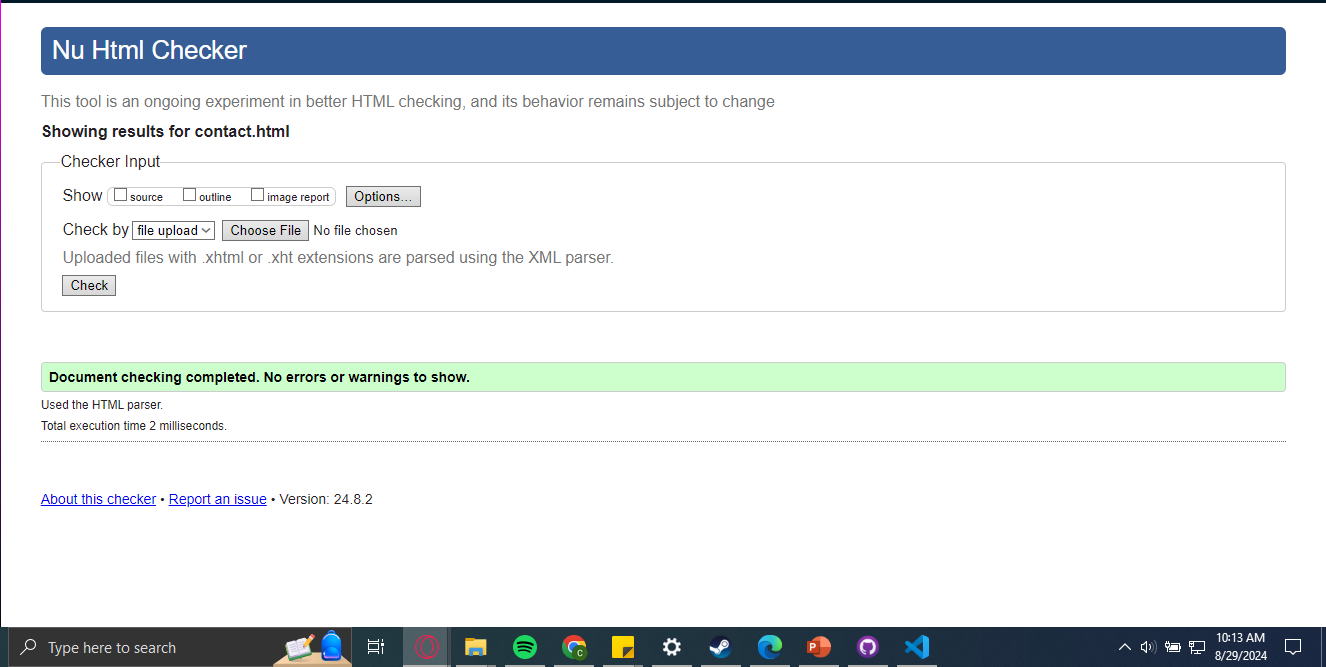 Nu Html Checker
This tool is an ongoing experiment in better HTML checking, and its behavior remains subject to change
Showing results for contact.html
Checker Input
Show source outline image report Options...
Check by file upload Choose File No file chosen
Uploaded files with .xhtml or .xht extensions are parsed using the XML parser.
Check
Document checking completed. No errors or warnings to show.
Used the HTML parser.
Total execution time 2 milliseconds.
About this checker • Report an issue • Version: 24.8.2
Type here to search
10:13 AM
8/29/2024